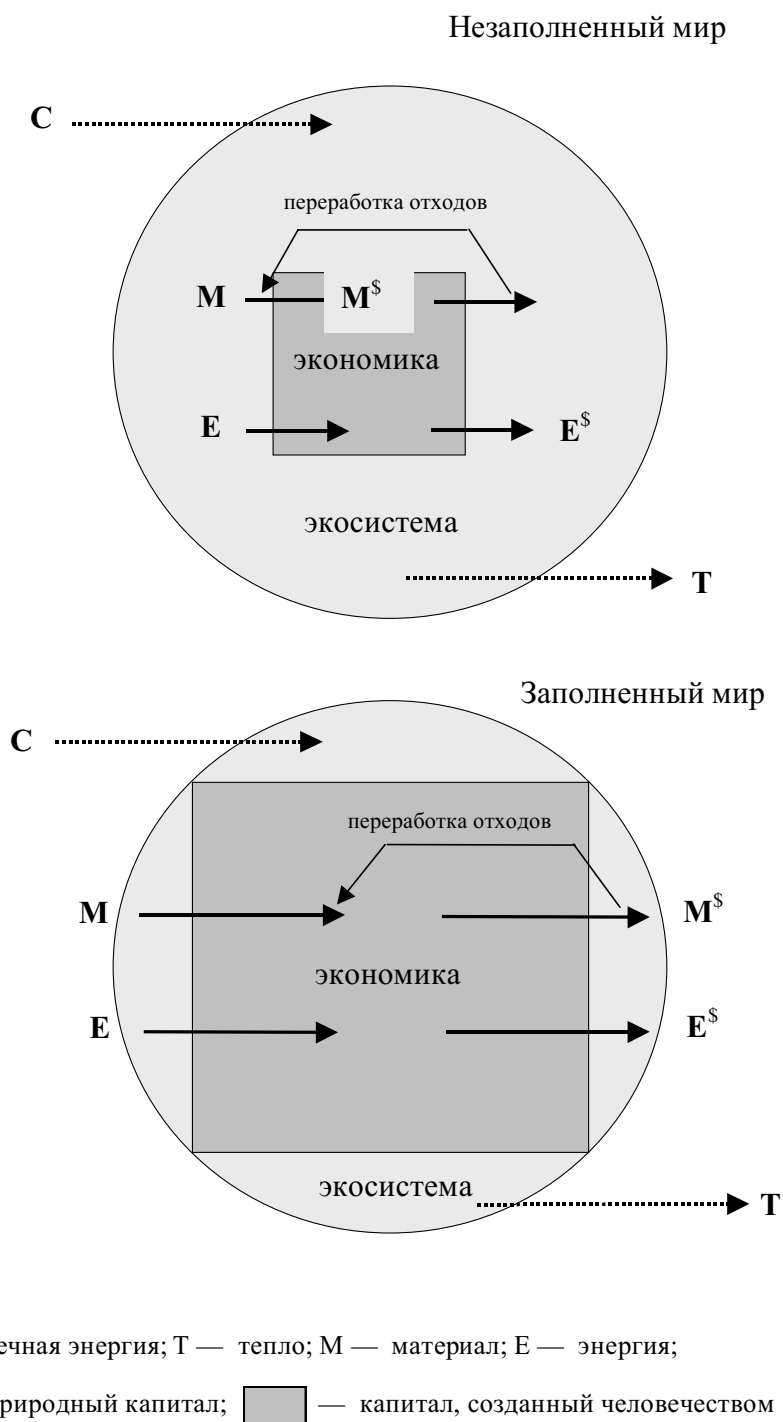 Незаполненный мир
С
переработка отходов
М М$
экономика
Е Е$
экосистема
Т
Заполненный мир
С
переработка отходов
М М$
экономика
Е Е$
экосистема
Т
ечная энергия; Т — тепло; М — материал; Е — энергия;
риродный капитал; — капитал, созданный человечеством